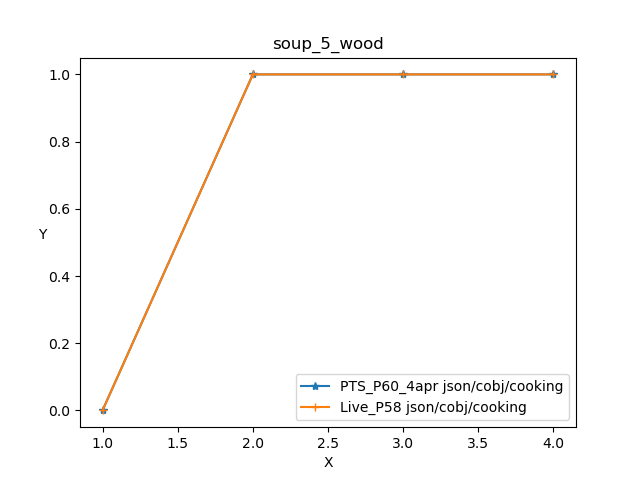 soup_5_wood
1.0
0.8
0.6
Y
0.4
0.2
0.0
PTS_P60_4apr json/cobj/cooking
Live_P58 json/cobj/cooking
1.0 1.5 2.0 2.5 3.0 3.5 4.0
X